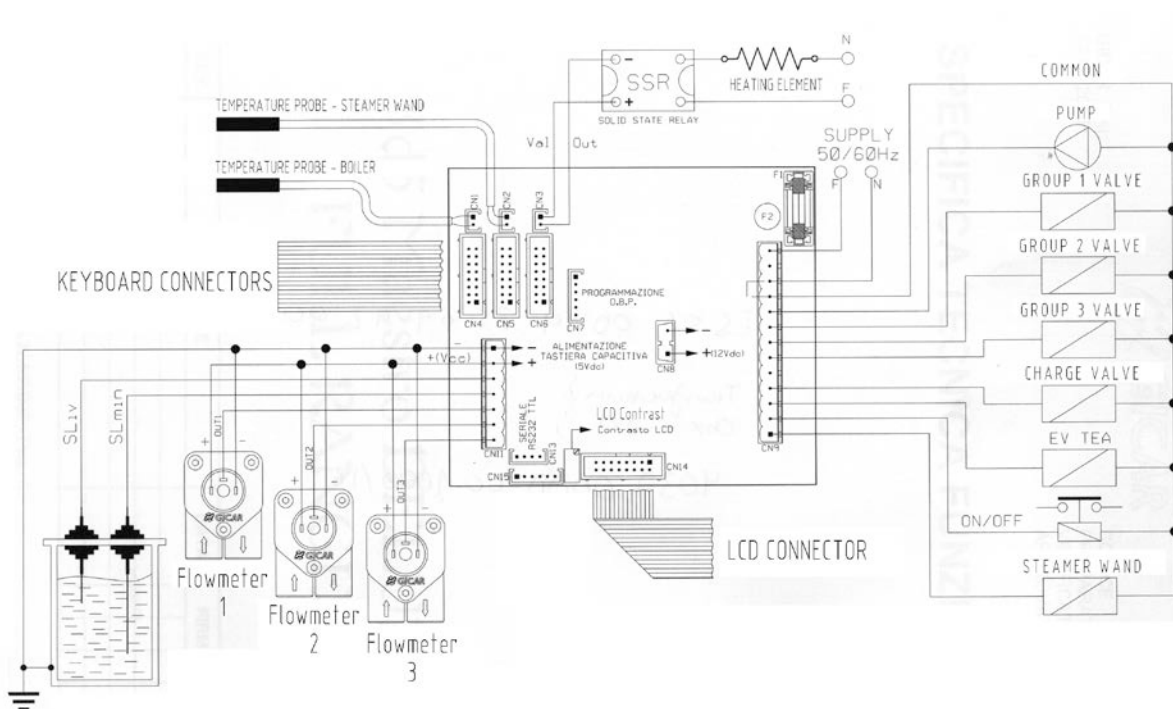 N
SSR
HEATING ELEMENT
F
SOLID STATE RELAY
TEMPERATURE PROBE - STEAMER WAND
TEMPERATURE PROBE - BOILER
Val Out
SUPPLY
50/60Hz
F N
COMMON
PUMP
GROUP 1 VALVE
GROUP 2 VALVE
GROUP 3 VALVE
CHARGE VALVE
EV TEA
ON/OFF
STEAMER WAND
CN1
CN2
CN3
F1
F2
KEYBOARD CONNECTORS
CN4
CN5
CN6
PROGRAMMAZIONE
O.B.P.
CN7
- 
+(12Vdc)
CN8
- 
+(Vcc)
ALIMENTAZIONE
TASTIERA CAPACITIVA
(5Vdc)
LCD Contrast
Contrasto LCD
SERIALE
RS232 TTL
CN11
CN13
CN15
CN14
CN9
LCD CONNECTOR
SLiv
SLmin
OUT1
OUT2
OUT3
GICAR
GICAR
GICAR
Flowmeter
1
Flowmeter
2
Flowmeter
3